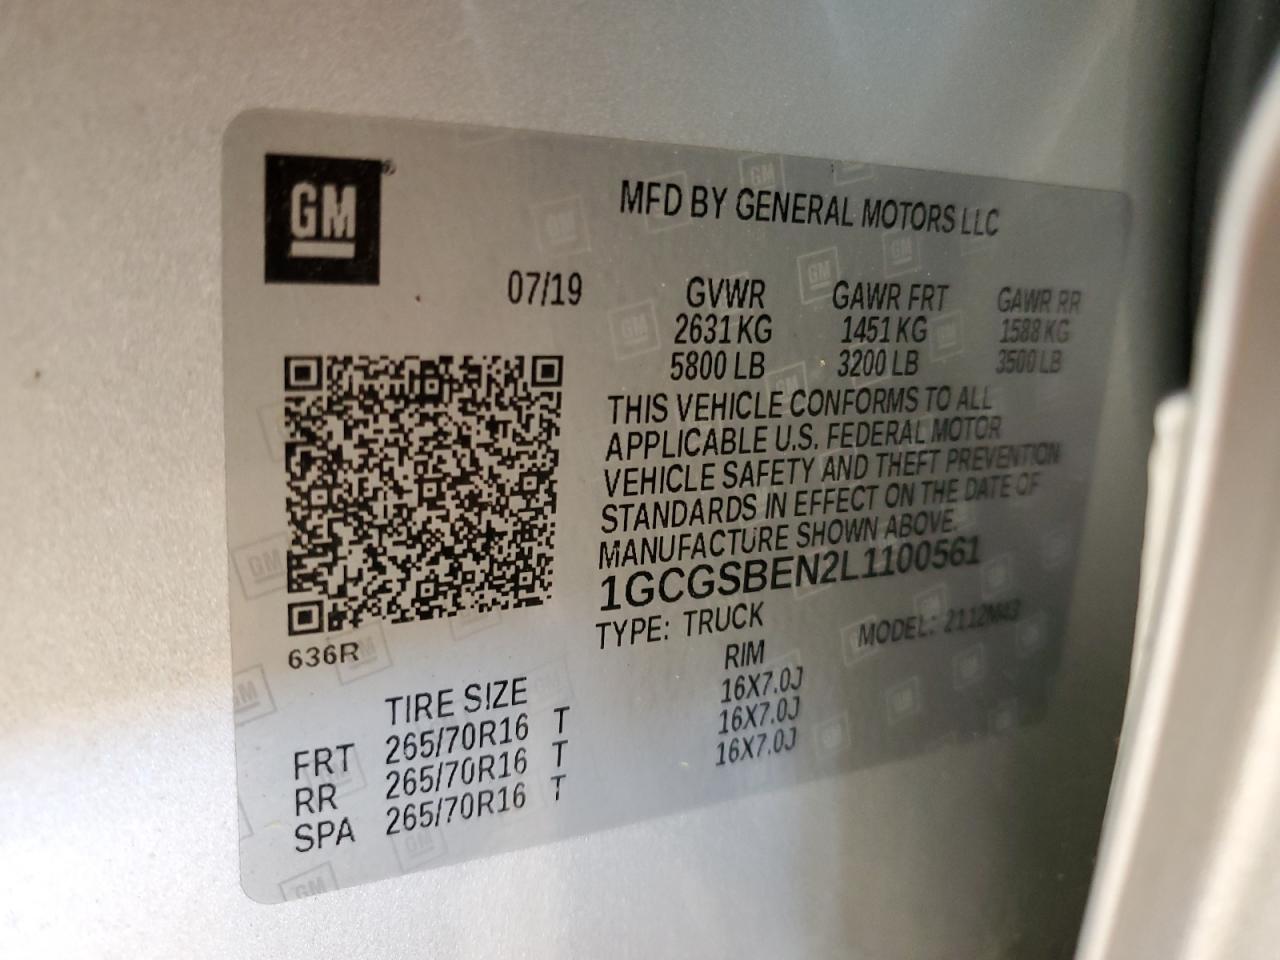 GM
MFD BY GENERAL MOTORS LLC
07/19 GVWR GAWR FRT GAWR RR
2631 KG 1451 KG 1588 KG
5800 LB 3200 LB 3500 LB
THIS VEHICLE CONFORMS TO ALL
APPLICABLE U.S. FEDERAL MOTOR
VEHICLE SAFETY AND THEFT PREVENTION
STANDARDS IN EFFECT ON THE DATE OF
MANUFACTURE SHOWN ABOVE.
1GCGSBEN2L1100561
TYPE: TRUCK MODEL: 2112M43
636R
TIRE SIZE RIM
FRT 265/70R16 T 16X7.0J
RR 265/70R16 T 16X7.0J
SPA 265/70R16 T 16X7.0J